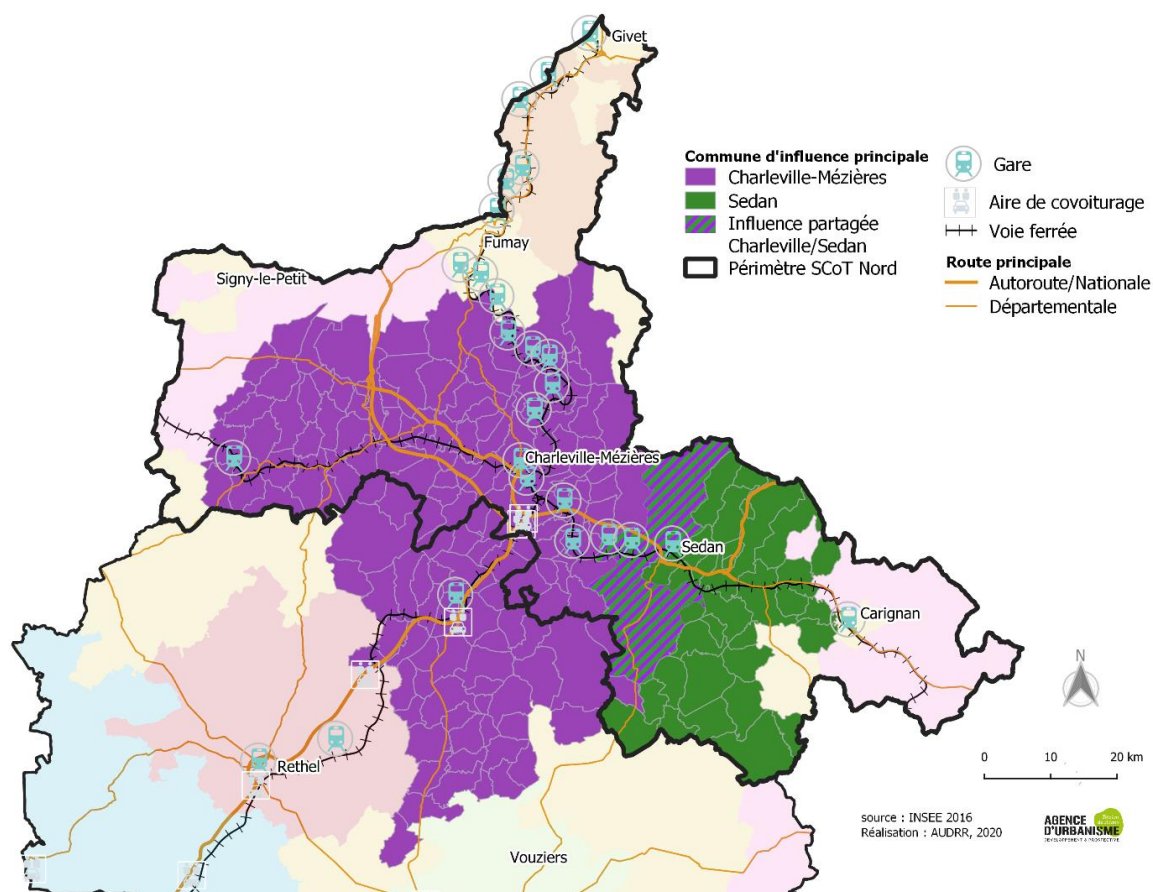 Givet
Fumay
Signy-le-Petit
Charleville-Mézières
Sedan
Carignan
Rethel
Vouziers
Commune d'influence principale
Charleville-Mézières
Sedan
Influence partagée
Charleville/Sedan
Périmètre SCoT Nord
Gare
Aire de covoiturage
Voie ferrée
Route principale
Autoroute/Nationale
Départementale
N
0 10 20 km
source : INSEE 2016
Réalisation : AUDRR, 2020
AGENCE
D'URBANISME